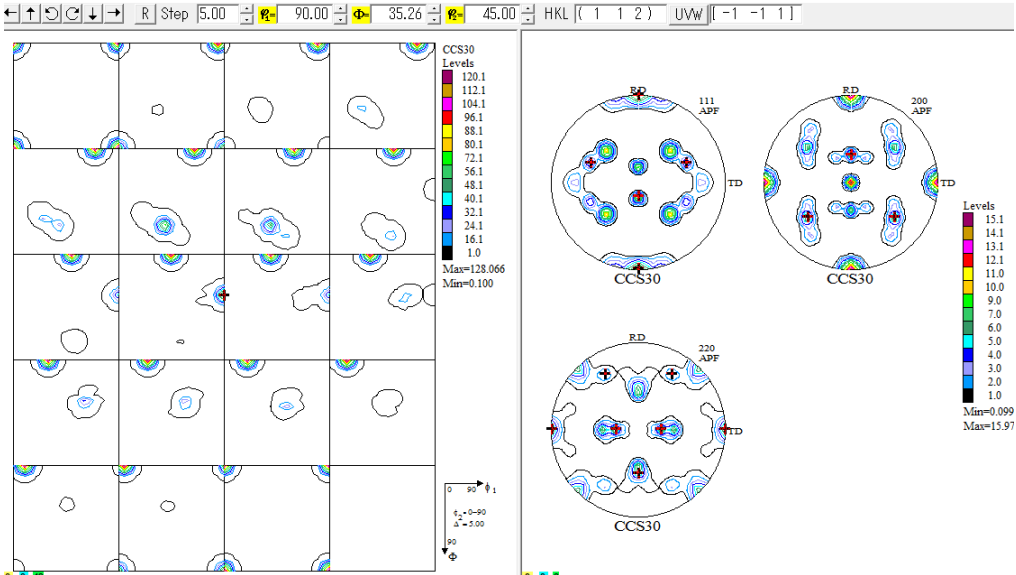 R Step 5.00 φ1= 90.00 Φ= 35.26 φ2= 45.00 HKL ( 1 1 2 ) UVW [ -1 -1 1 ]
CCS30
Levels
120.1
112.1
104.1
96.1
88.1
80.1
72.1
56.1
48.1
40.1
32.1
24.1
16.1
1.0
Max=128.066
Min=0.100
0 90 ϕ1
ϕ2=0-90
Δ=5.00
90
Φ
RD
111
APF
TD
CCS30
RD
200
APF
TD
CCS30
RD
220
APF
TD
CCS30
Levels
15.1
14.1
13.1
12.1
11.0
10.0
9.0
7.0
6.0
5.0
4.0
3.0
2.0
1.0
Min=0.099
Max=15.97